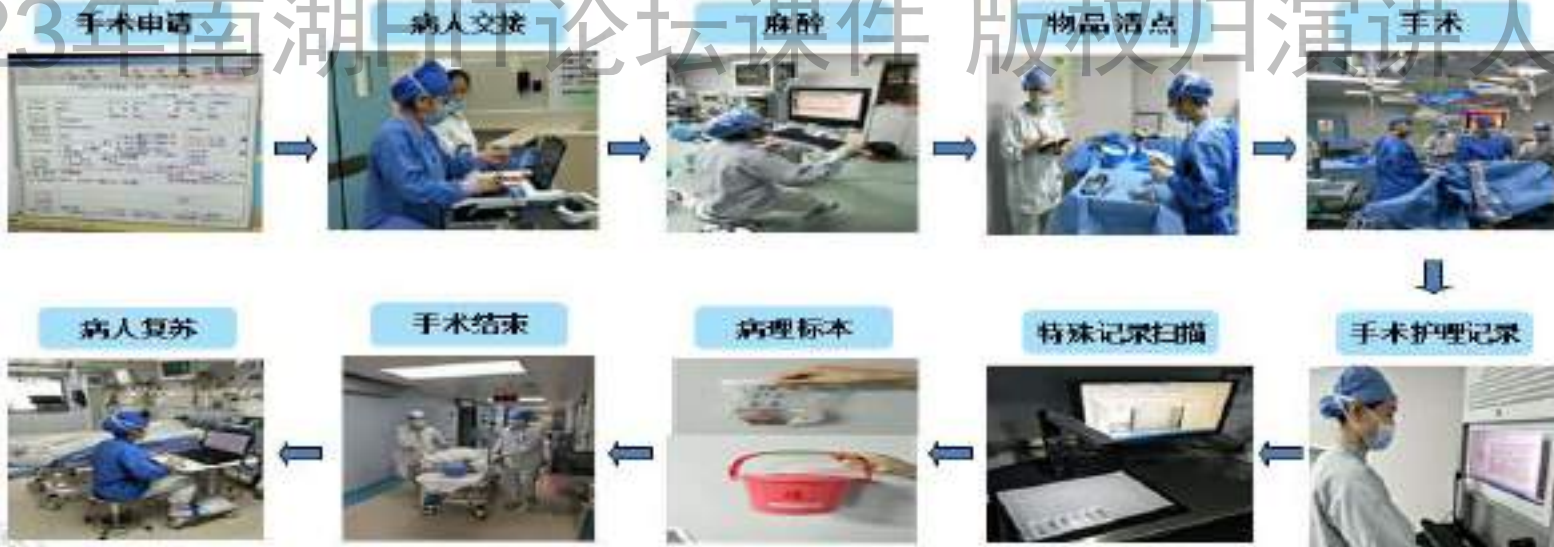 23年南湖HIT论坛课件 版权归演讲人
手术申请
病人交接
麻醉
物品清点
手术
病人复苏
手术结束
病理标本
特殊记录扫描
手术护理记录